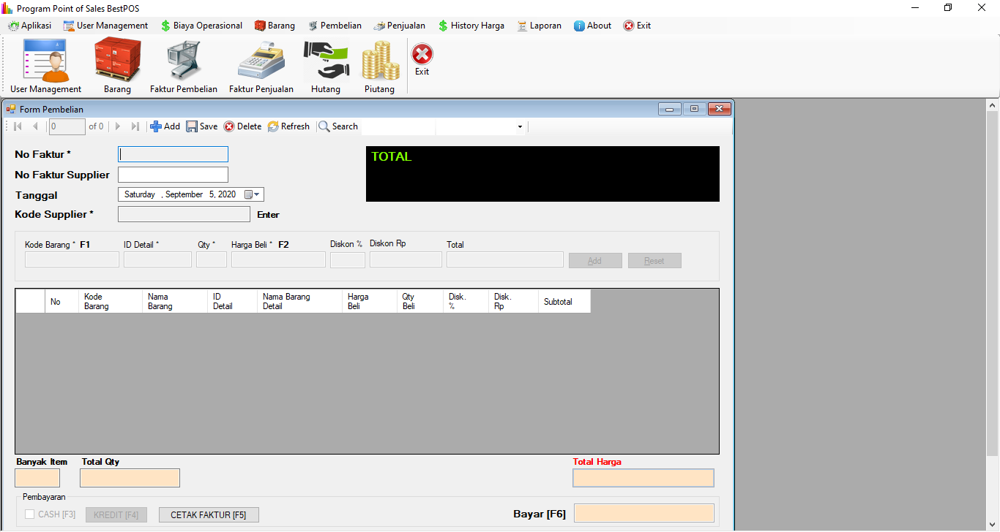 Program Point of Sales BestPOS
Aplikasi User Management Biaya Operasional Barang Pembelian Penjualan History Harga Laporan About Exit
User Management Barang Faktur Pembelian Faktur Penjualan Hutang Piutang Exit
Form Pembelian
0 of 0 Add Save Delete Refresh Search
No Faktur *
TOTAL
No Faktur Supplier
Tanggal Saturday , September 5, 2020
Kode Supplier * Enter
Kode Barang * F1 ID Detail * Qty * Harga Beli * F2 Diskon % Diskon Rp Total
Add Reset
No Kode Barang Nama Barang ID Detail Nama Barang Detail Harga Beli Qty Beli Disk. % Disk. Rp Subtotal
Banyak Item Total Qty Total Harga
Pembayaran
CASH [F3] KREDIT [F4] CETAK FAKTUR [F5] Bayar [F6]